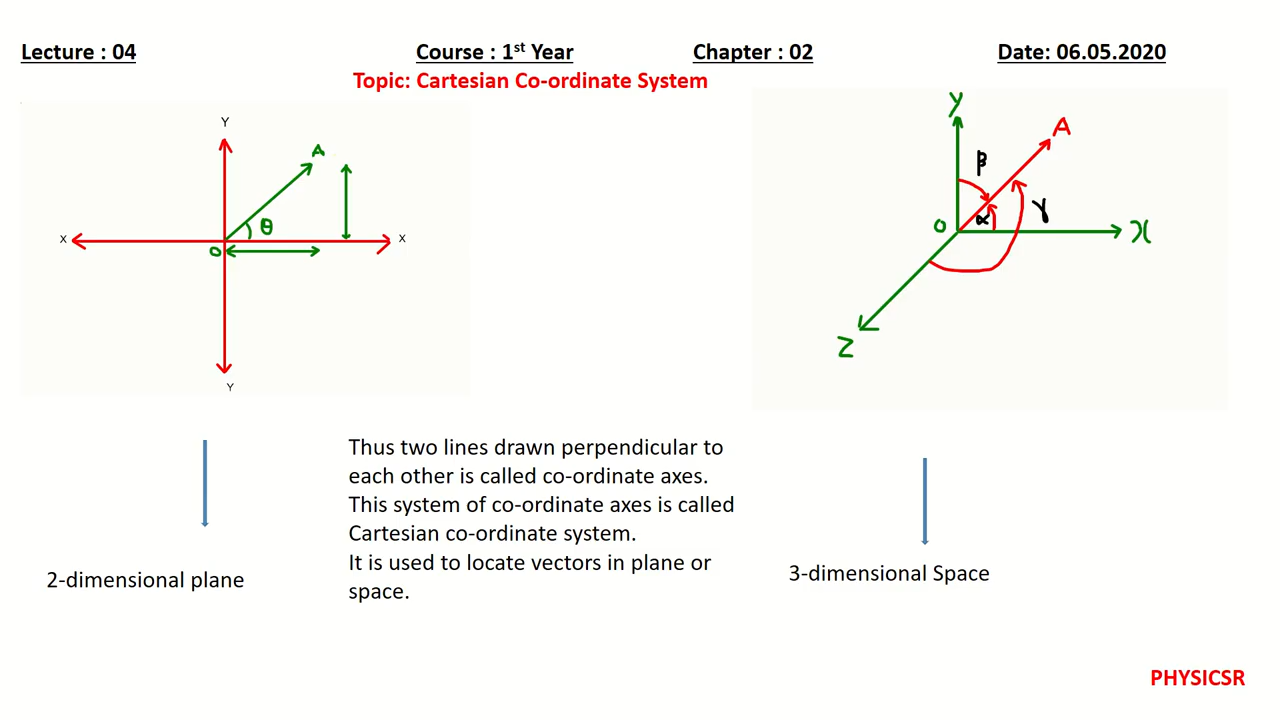 Lecture : 04 Course : 1st Year Chapter : 02 Date: 06.05.2020
Topic: Cartesian Co-ordinate System
Y
A
θ
X O X
Y
y
A
β
O α γ x
Z
Thus two lines drawn perpendicular to
each other is called co-ordinate axes.
This system of co-ordinate axes is called
Cartesian co-ordinate system.
It is used to locate vectors in plane or
space.
2-dimensional plane
3-dimensional Space
PHYSICSR